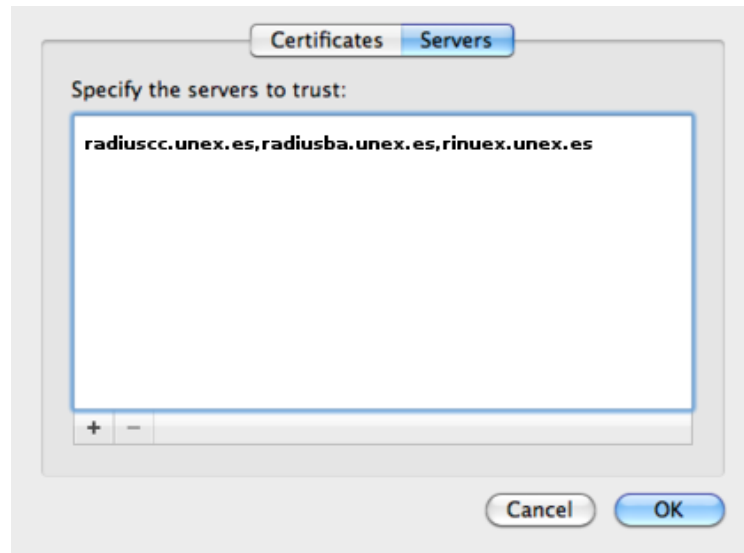 Certificates Servers
Specify the servers to trust:
radiuscc.unex.es,radiusba.unex.es,rinuex.unex.es
+ −
Cancel OK